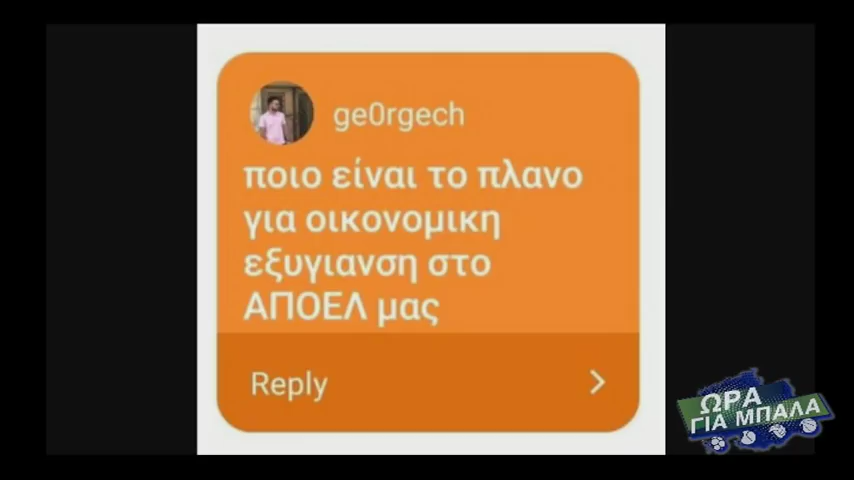 ge0rgech
ποιο είναι το πλανο
για οικονομικη
εξυγιανση στο
ΑΠΟΕΛ μας
Reply
ΩΡΑ
ΓΙΑ ΜΠΑΛΑ